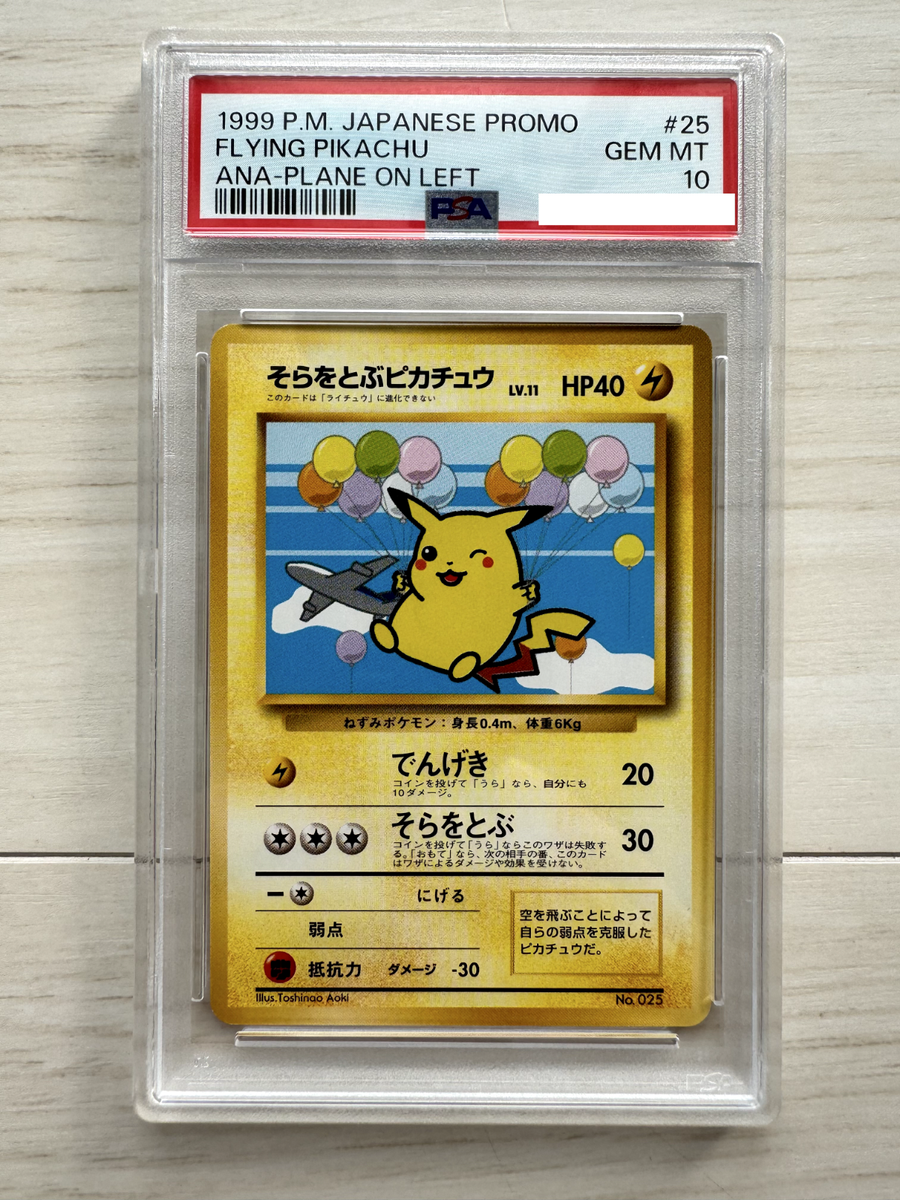 1999 P.M. JAPANESE PROMO #25
FLYING PIKACHU GEM MT
ANA-PLANE ON LEFT 10
PSA
そらをとぶピカチュウ LV.11 HP40
このカードは「ライチュウ」に進化できない
ねずみポケモン：身長0.4m、体重6Kg
でんげき 20
コインを投げて「うら」なら、自分にも
10ダメージ。
そらをとぶ 30
コインを投げて「うら」ならこのワザは失敗す
る。「おもて」なら、次の相手の番、このカード
はワザによるダメージや効果を受けない。
にげる
弱点
抵抗力 ダメージ -30
空を飛ぶことによって
自らの弱点を克服した
ピカチュウだ。
Illus.Toshinao Aoki No. 025
PSA